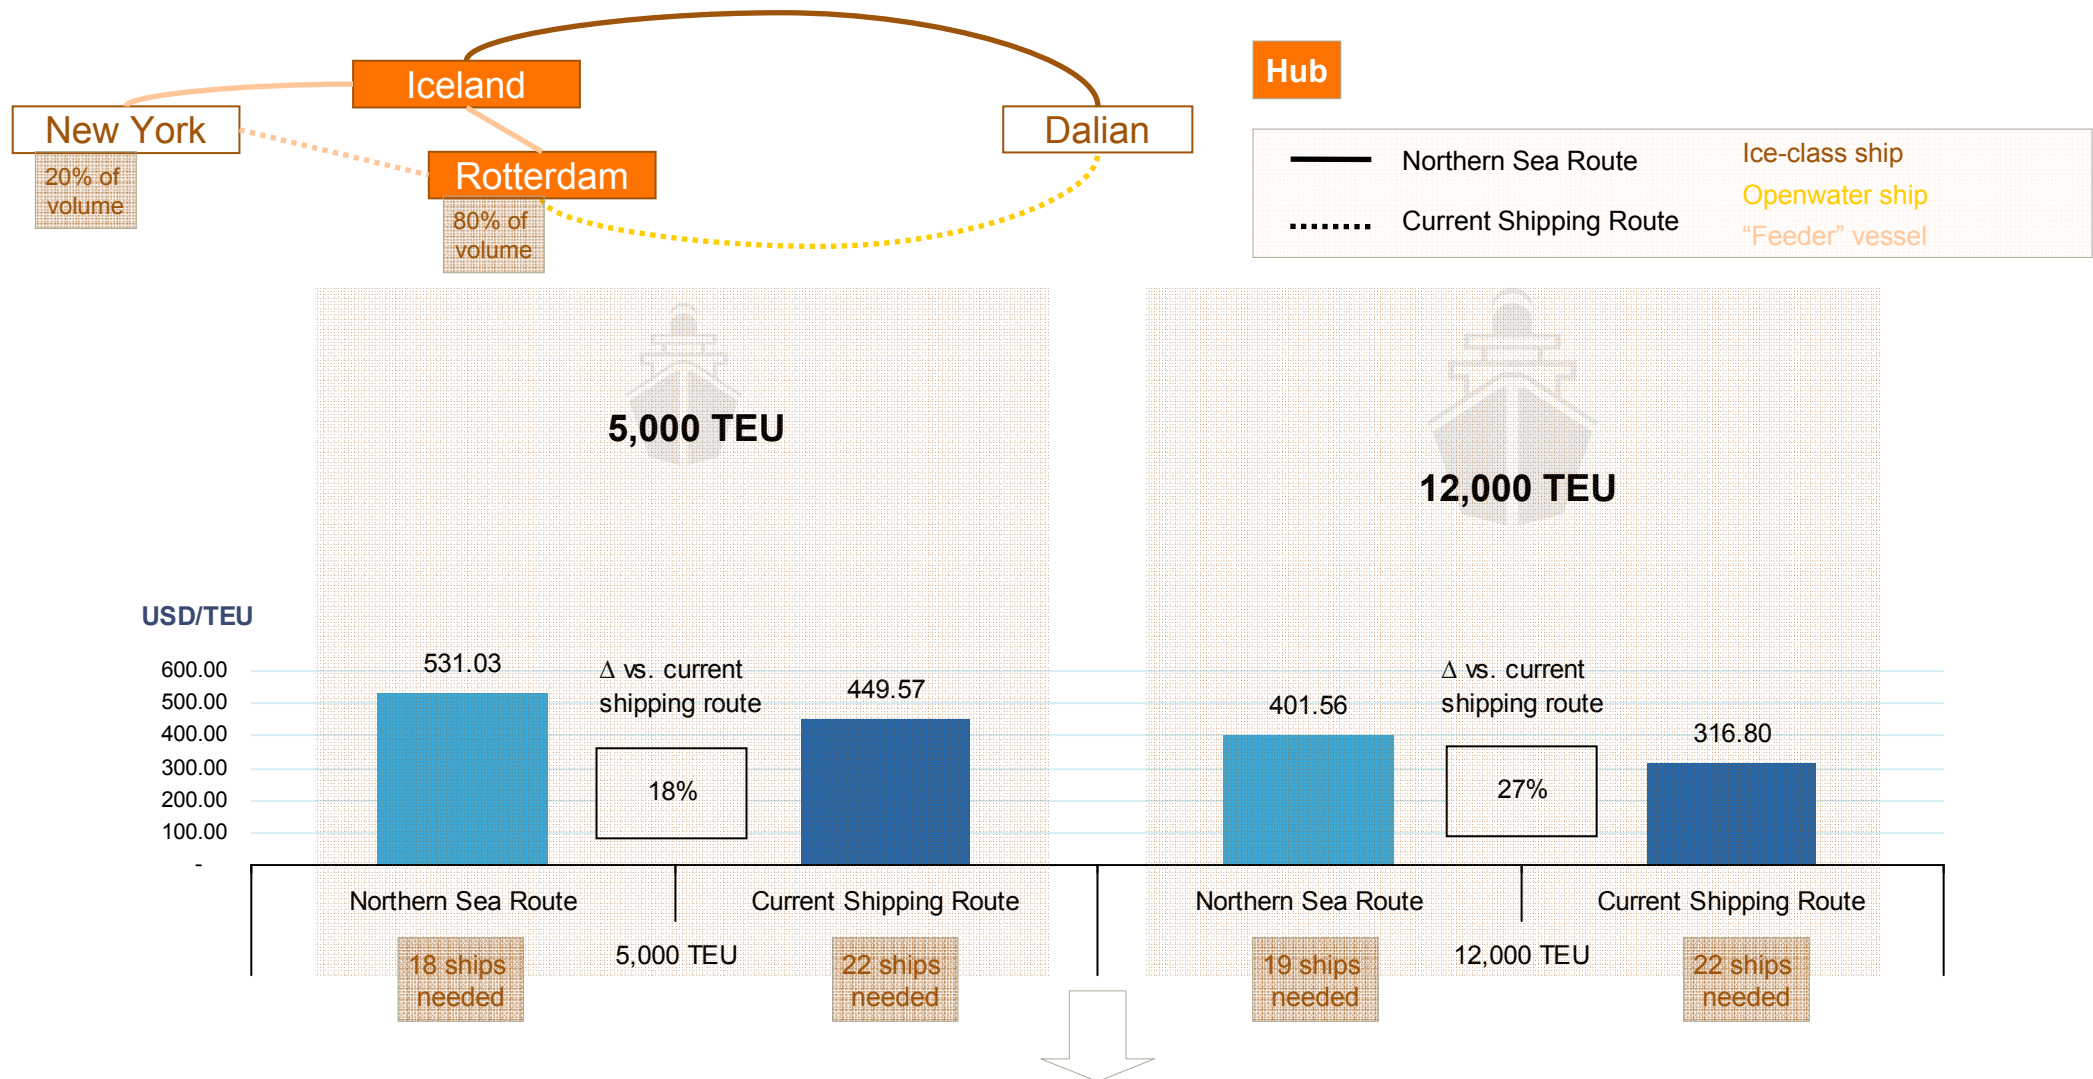 Iceland
New York
Dalian
Rotterdam
20% of
volume
80% of
volume
Hub
Northern Sea Route
Current Shipping Route
Ice-class ship
Openwater ship
“Feeder” vessel
5,000 TEU
12,000 TEU
USD/TEU
600.00
500.00
400.00
300.00
200.00
100.00
-
531.03
Δ vs. current
shipping route
449.57
18%
401.56
Δ vs. current
shipping route
316.80
27%
Northern Sea Route
Current Shipping Route
Northern Sea Route
Current Shipping Route
18 ships
needed
5,000 TEU
22 ships
needed
19 ships
needed
12,000 TEU
22 ships
needed